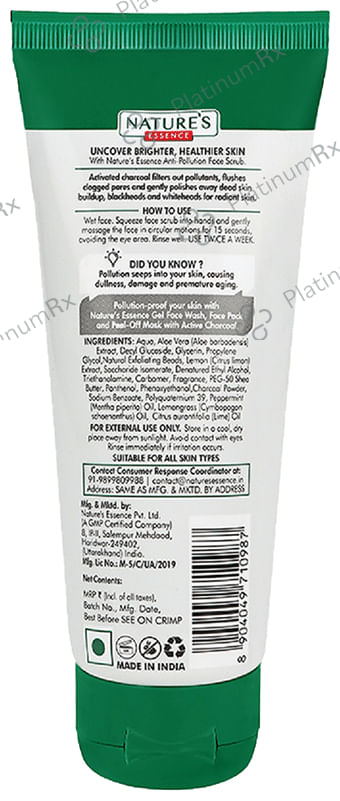 NATURE'S
ESSENCE
UNCOVER BRIGHTER, HEALTHIER SKIN
With Nature's Essence Anti-Pollution Face Scrub.
Activated charcoal filters out pollutants, flushes
clogged pores and gently polishes away dead skin
buildup, blackheads and whiteheads for radiant skin.
HOW TO USE
Wet face. Squeeze face scrub into hands and gently
massage the face in circular motions for 15 seconds,
avoiding the eye area. Rinse well. USE TWICE A WEEK.
DID YOU KNOW ?
Pollution seeps into your skin, causing
dullness, damage and premature aging.
Pollution-proof your skin with
Nature's Essence Gel Face Wash, Face Pack
and Peel-Off Mask with Active Charcoal.
INGREDIENTS: Aqua, Aloe Vera (Aloe barbadensis)
Extract, Decyl Glucoside, Glycerin, Propylene
Glycol,Natural Exfoliating Beads, Lemon (Citrus limon)
Extract, Saccharide Isomerate, Denatured Ethyl Alcohol,
Triethanolamine, Carbomer, Fragrance, PEG-50 Shea
Butter, Panthenol, Phenoxyethanol,Charcoal Powder,
Sodium Benzoate, Polyquaternium 39, Peppermint
(Mentha piperita) Oil, Lemongrass (Cymbopogon
schoenanthus) Oil, Citrus aurantifolia (Lime) Oil
FOR EXTERNAL USE ONLY. Store in a cool, dry
place away from sunlight. Avoid contact with eyes.
Rinse immediately if irritation occurs.
SUITABLE FOR ALL SKIN TYPES
Contact Consumer Response Coordinator at:
91-9899809988 | contact@naturesessence.in
Address: SAME AS MFG. & MKTD. BY ADDRESS
Mfg. & Mktd. by:
Nature's Essence Pvt. Ltd.
(A GMP Certified Company)
8, IP-II, Salempur Mehdood,
Haridwar-249402,
(Uttarakhand) India.
Mfg. Lic No.: M-5/C/UA/2019
Net Contents:
MRP ₹ (Incl. of all taxes),
Batch No., Mfg. Date,
Best Before SEE ON CRIMP
MADE IN INDIA
8 904049 710987
PlatinumRx
PlatinumRx
PlatinumRx
PlatinumRx